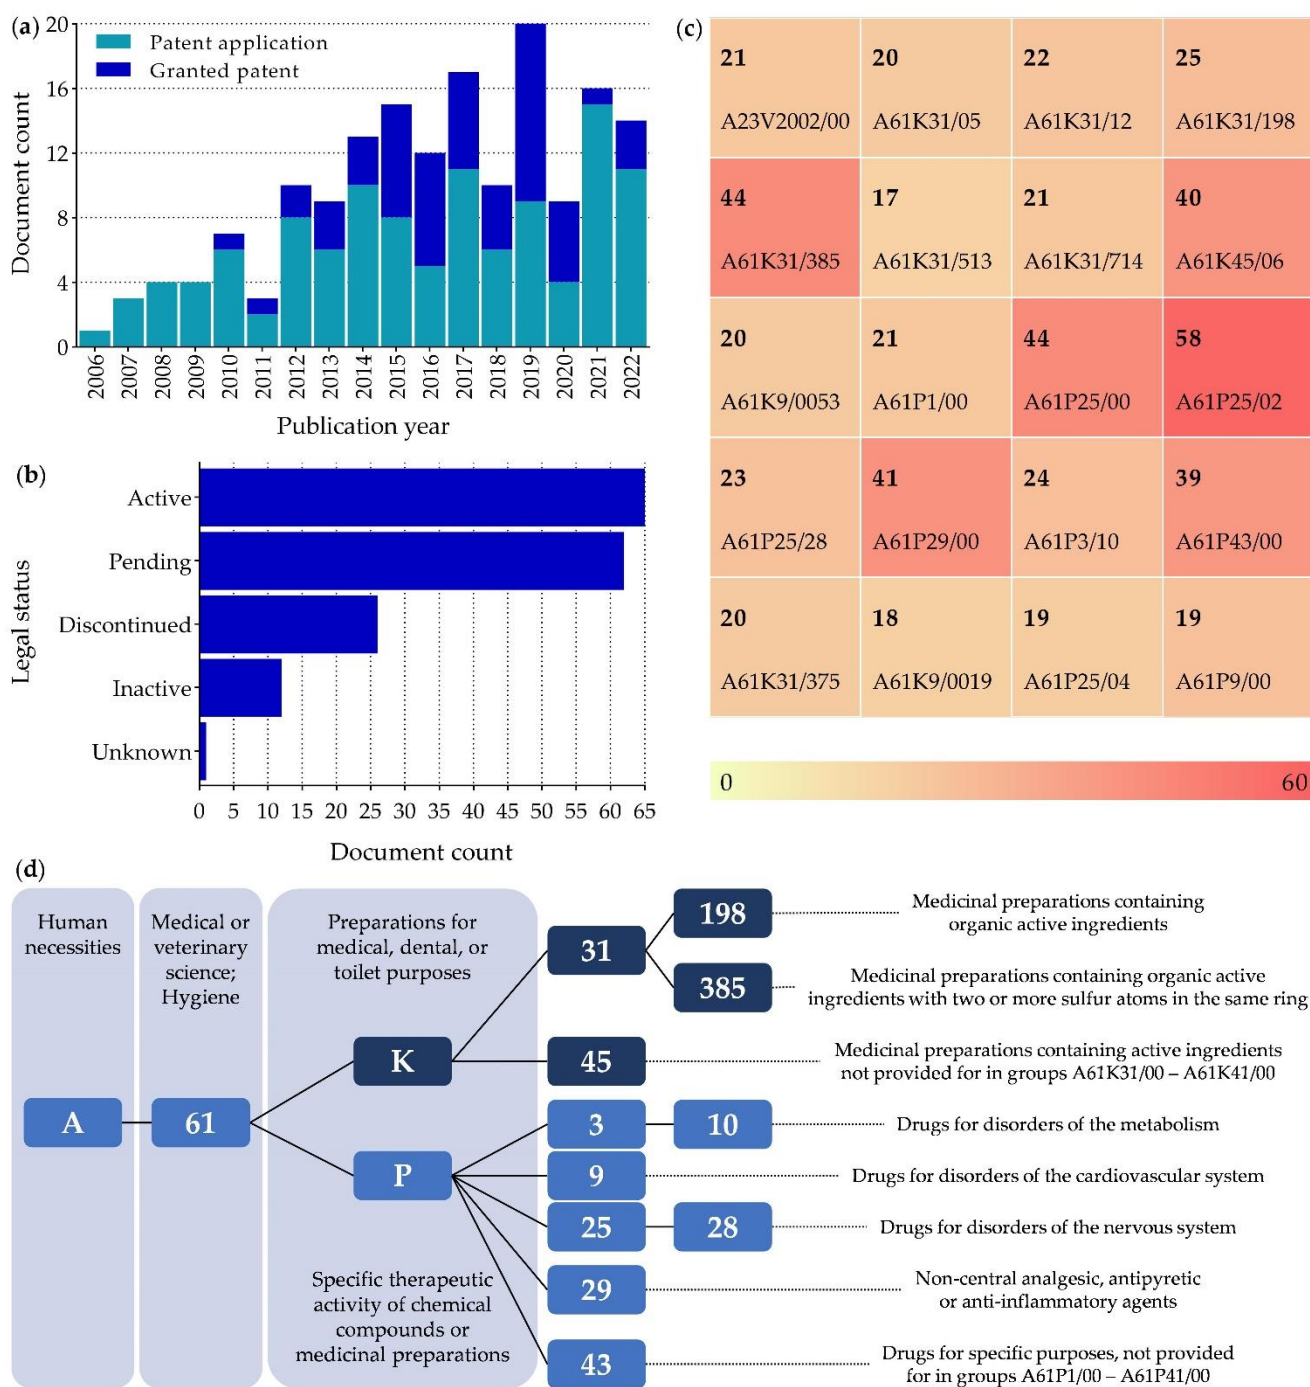 (a)
20
16
12
8
4
0
Document count
Patent application
Granted patent
2006
2007
2008
2009
2010
2011
2012
2013
2014
2015
2016
2017
2018
2019
2020
2021
2022
Publication year
(b)
Legal status
Active
Pending
Discontinued
Inactive
Unknown
0 5 10 15 20 25 30 35 40 45 50 55 60 65
Document count
(c)
21 20 22 25
A23V2002/00 A61K31/05 A61K31/12 A61K31/198
44 17 21 40
A61K31/385 A61K31/513 A61K31/714 A61K45/06
20 21 44 58
A61K9/0053 A61P1/00 A61P25/00 A61P25/02
23 41 24 39
A61P25/28 A61P29/00 A61P3/10 A61P43/00
20 18 19 19
A61K31/375 A61K9/0019 A61P25/04 A61P9/00
0 60
(d)
Human
necessities
Medical or
veterinary
science;
Hygiene
Preparations for
medical, dental, or
toilet purposes
A
61
K
P
Specific therapeutic
activity of chemical
compounds or
medicinal preparations
31
198
Medicinal preparations containing
organic active ingredients
385
Medicinal preparations containing organic active
ingredients with two or more sulfur atoms in the same ring
45
Medicinal preparations containing active ingredients
not provided for in groups A61K31/00 – A61K41/00
3
10
Drugs for disorders of the metabolism
9
Drugs for disorders of the cardiovascular system
25
28
Drugs for disorders of the nervous system
29
Non-central analgesic, antipyretic
or anti-inflammatory agents
43
Drugs for specific purposes, not provided
for in groups A61P1/00 – A61P41/00